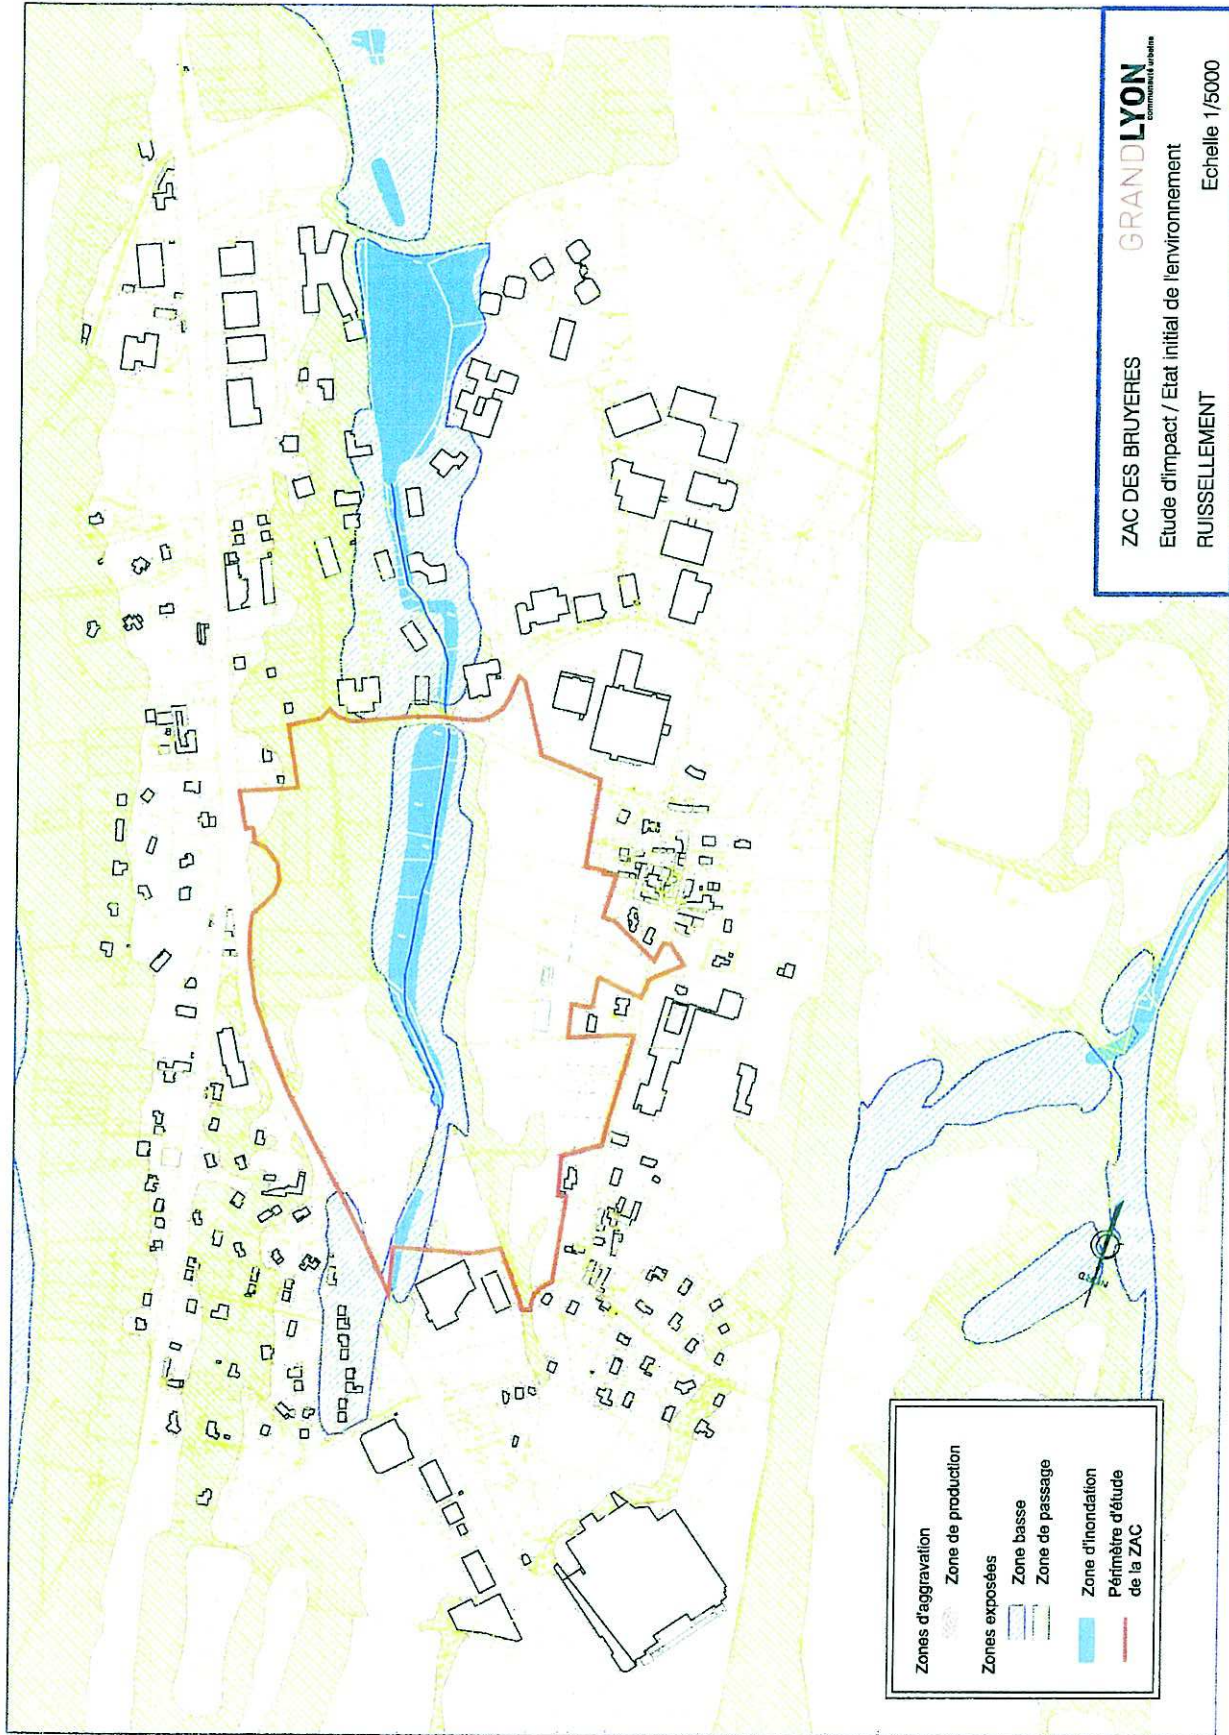 ZAC DES BRUYERES
GRANDLYON
communauté urbaine
Etude d'impact / Etat initial de l'environnement
RUISSELLEMENT
Echelle 1/5000
Zones d'aggravation
Zone de production
Zones exposées
Zone basse
Zone de passage
Zone d'inondation
Périmètre d'étude
de la ZAC